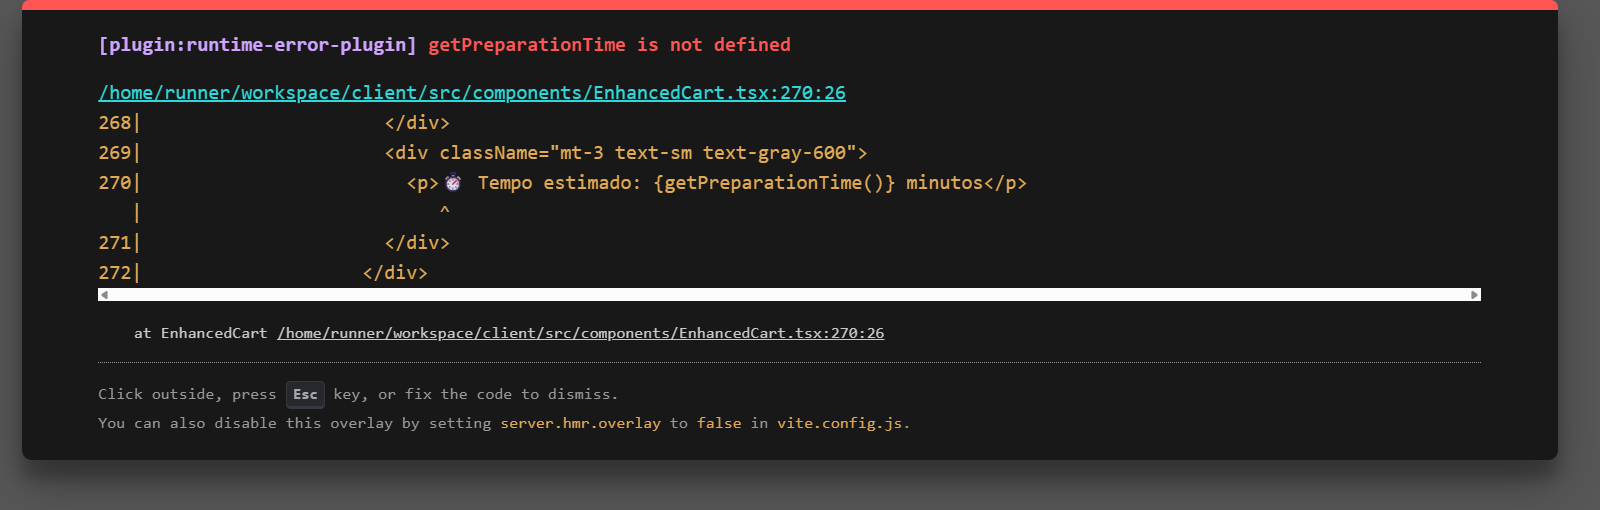 [plugin:runtime-error-plugin] getPreparationTime is not defined
/home/runner/workspace/client/src/components/EnhancedCart.tsx:270:26
268|                      </div>
269|                      <div className="mt-3 text-sm text-gray-600">
270|                        <p>⏱️ Tempo estimado: {getPreparationTime()} minutos</p>
   |                           ^
271|                      </div>
272|                    </div>
at EnhancedCart /home/runner/workspace/client/src/components/EnhancedCart.tsx:270:26
Click outside, press Esc key, or fix the code to dismiss.
You can also disable this overlay by setting server.hmr.overlay to false in vite.config.js.